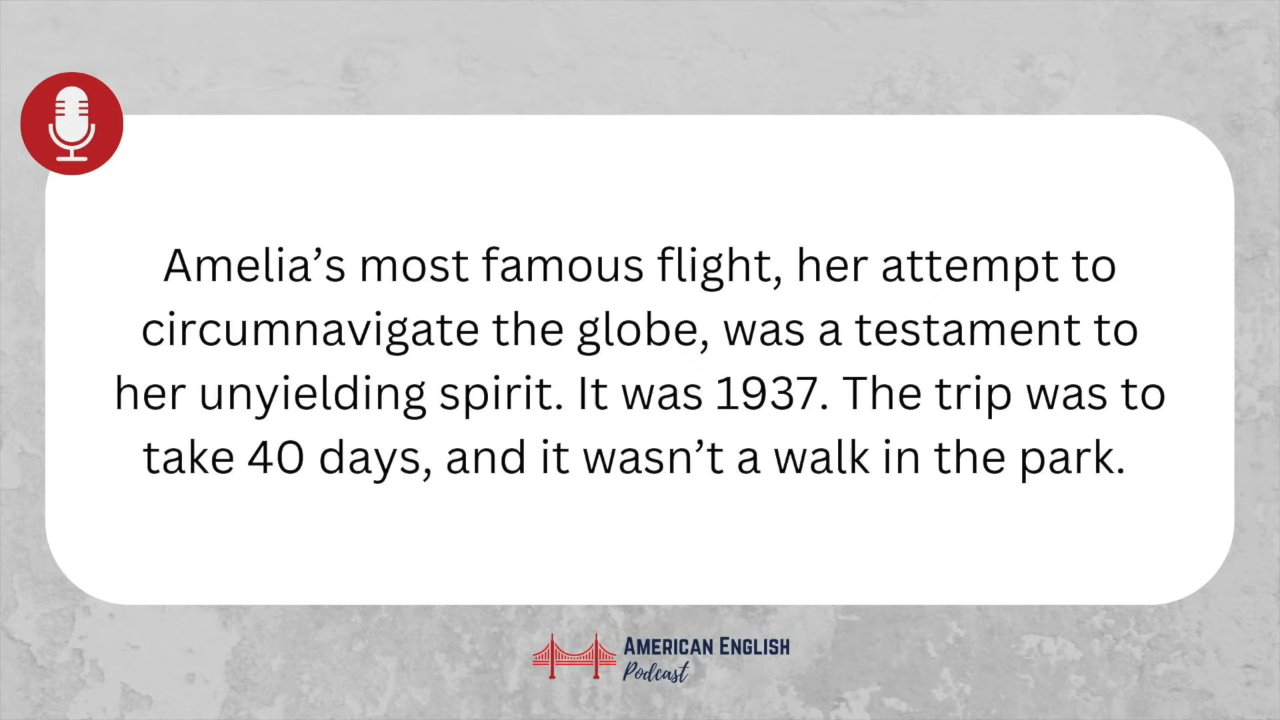 Amelia’s most famous flight, her attempt to
circumnavigate the globe, was a testament to
her unyielding spirit. It was 1937. The trip was to
take 40 days, and it wasn’t a walk in the park.
AMERICAN ENGLISH
Podcast